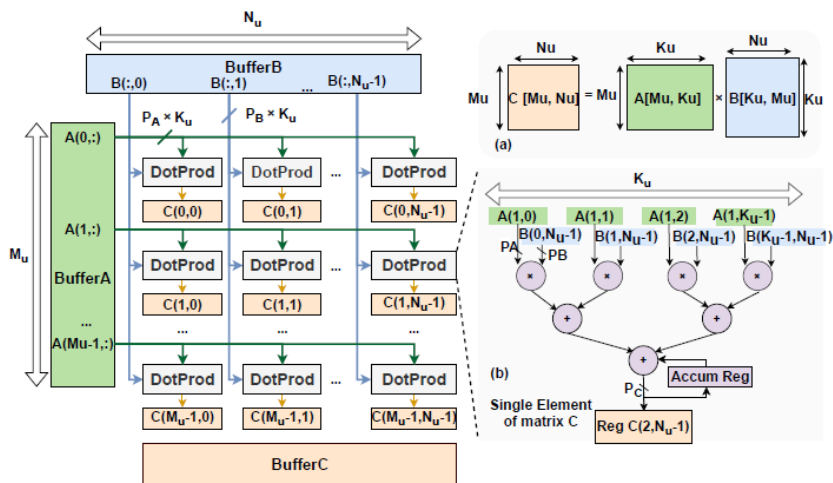 Nᵤ
BufferB
B(:,0)
B(:,1)
...
B(:,Nᵤ-1)
P_A × Kᵤ
P_B × Kᵤ
Mᵤ
BufferA
A(0,:)
A(1,:)
...
A(Mu-1,:)
DotProd
DotProd
...
DotProd
C(0,0)
C(0,1)
C(0,Nᵤ-1)
DotProd
DotProd
...
DotProd
C(1,0)
C(1,1)
C(1,Nᵤ-1)
...
...
...
DotProd
DotProd
...
DotProd
C(Mᵤ-1,0)
C(Mᵤ-1,1)
C(Mᵤ-1,Nᵤ-1)
BufferC
Nu
Ku
Nu
Mu
C [Mu, Nu]
=
Mu
A[Mu, Ku]
×
B[Ku, Mu]
Ku
(a)
Kᵤ
A(1,0)
A(1,1)
A(1,2)
A(1,Kᵤ-1)
B(0,Nᵤ-1)
B(1,Nᵤ-1)
B(2,Nᵤ-1)
B(Kᵤ-1,Nᵤ-1)
PA
PB
×
×
×
×
+
+
+
(b)
P_C
Accum Reg
Single Element
of matrix C
Reg C(2,Nᵤ-1)